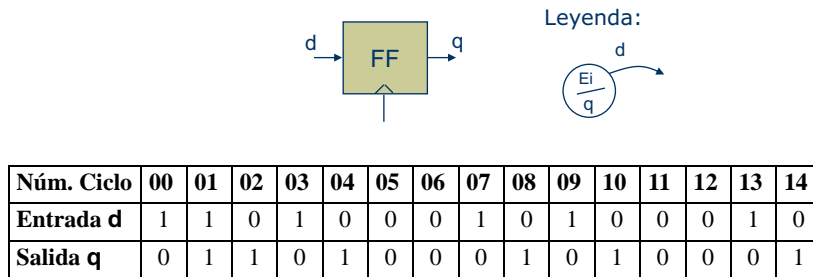 Leyenda:
d
FF
q
d
Ei
q
Núm. Ciclo 00 01 02 03 04 05 06 07 08 09 10 11 12 13 14
Entrada d 1 1 0 1 0 0 0 1 0 1 0 0 0 1 0
Salida q 0 1 1 0 1 0 0 0 1 0 1 0 0 0 1